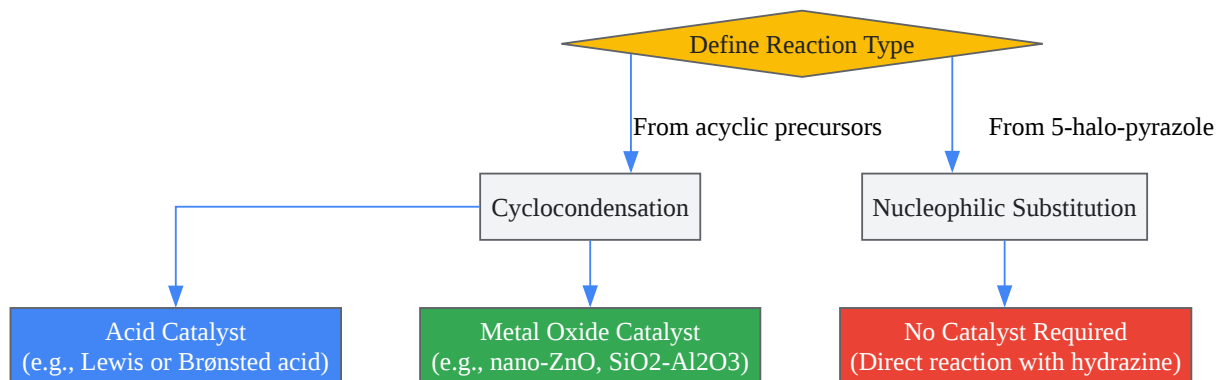 Define Reaction Type
From acyclic precursors
From 5-halo-pyrazole
Cyclocondensation
Nucleophilic Substitution
Acid Catalyst
(e.g., Lewis or Brønsted acid)
Metal Oxide Catalyst
(e.g., nano-ZnO, SiO2-Al2O3)
No Catalyst Required
(Direct reaction with hydrazine)